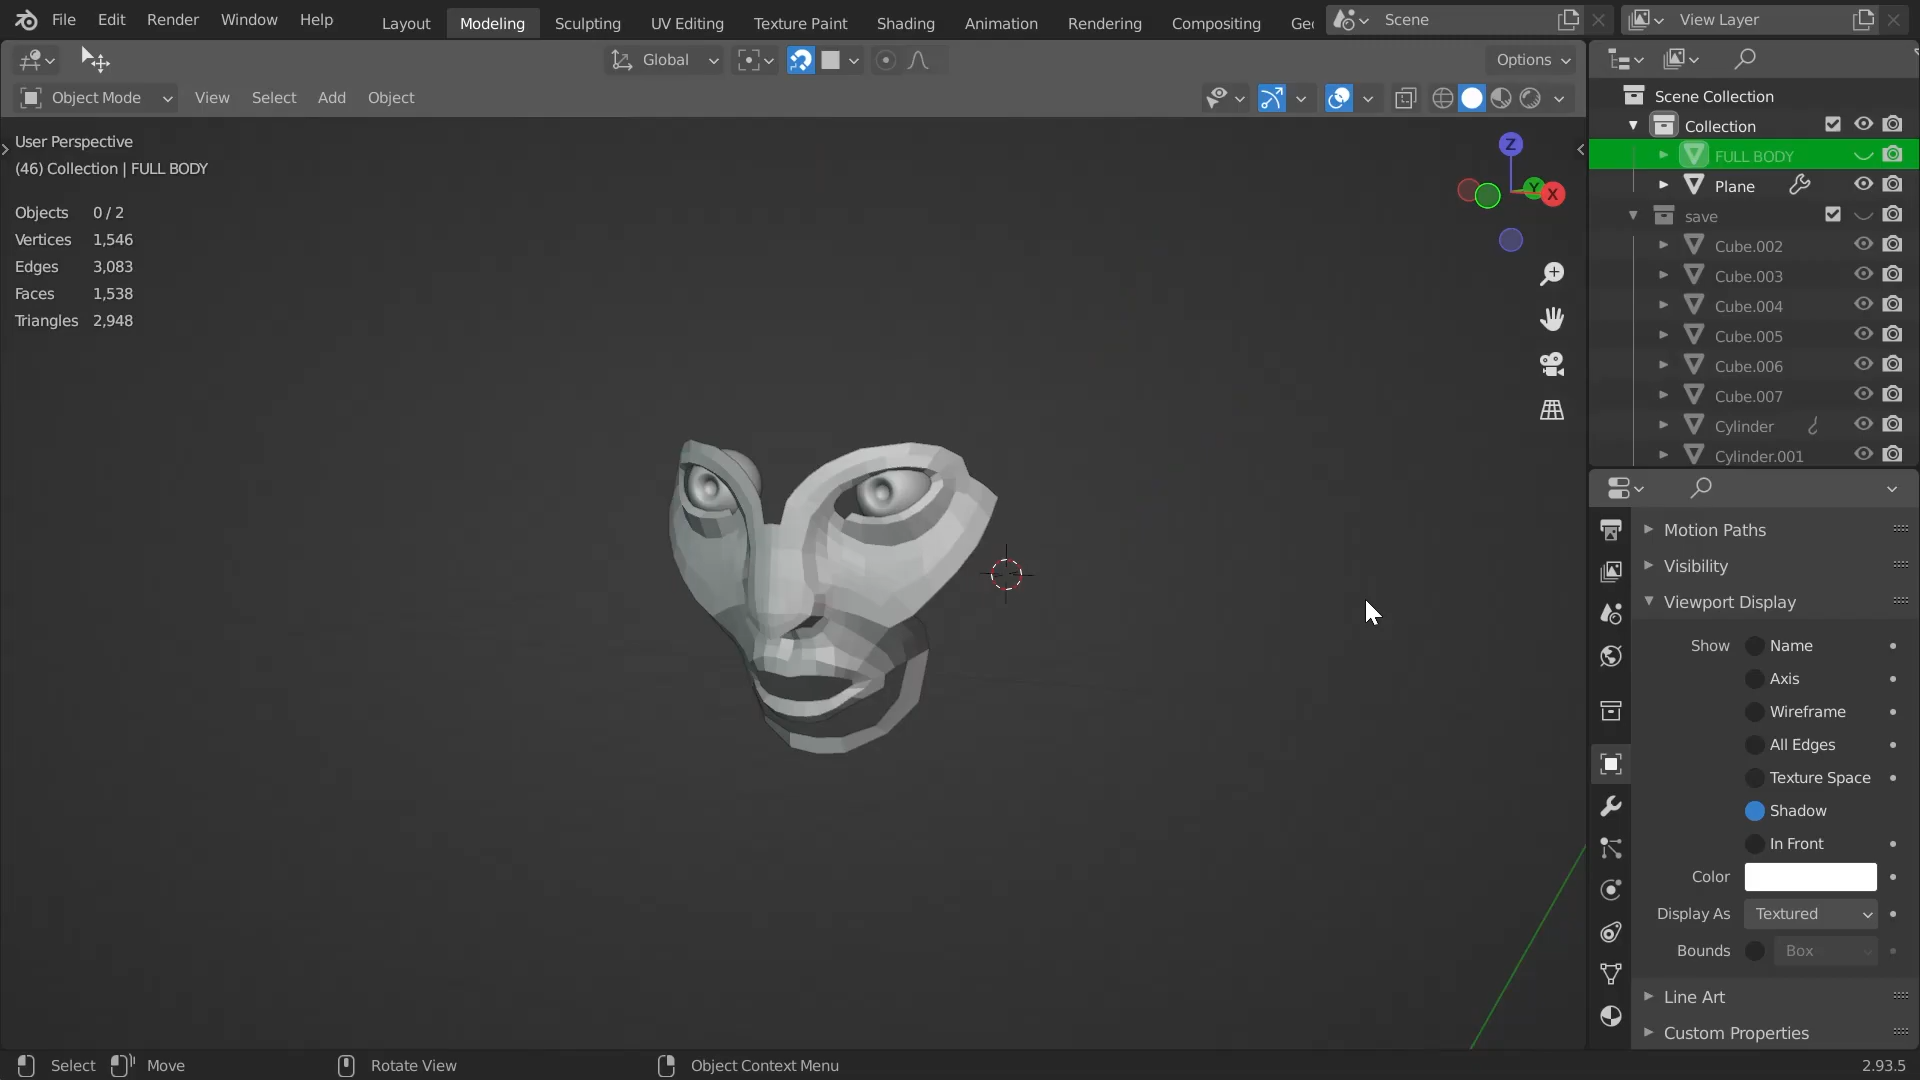 File Edit Render Window Help
Layout Modeling Sculpting UV Editing Texture Paint Shading Animation Rendering Compositing Ge
Scene
View Layer
Global
Options
Object Mode View Select Add Object
User Perspective
(46) Collection | FULL BODY
Objects 0 / 2
Vertices 1,546
Edges 3,083
Faces 1,538
Triangles 2,948
Z
Y
X
Scene Collection
Collection
FULL BODY
Plane
save
Cube.002
Cube.003
Cube.004
Cube.005
Cube.006
Cube.007
Cylinder
Cylinder.001
Motion Paths
Visibility
Viewport Display
Show Name
Axis
Wireframe
All Edges
Texture Space
Shadow
In Front
Color
Display As Textured
Bounds Box
Line Art
Custom Properties
Select Move Rotate View Object Context Menu 2.93.5